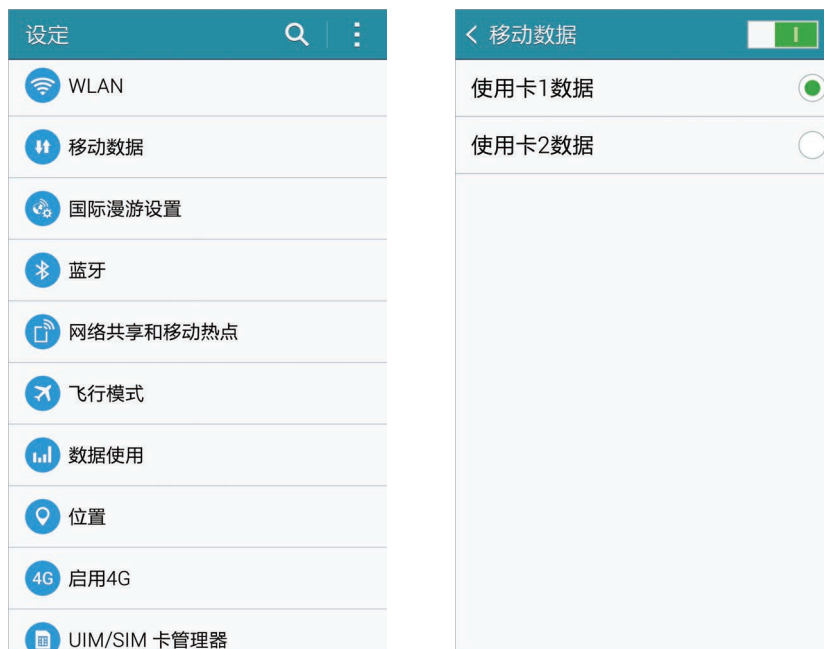 设定
WLAN
移动数据
国际漫游设置
蓝牙
网络共享和移动热点
飞行模式
数据使用
位置
4G 启用4G
UIM/SIM 卡管理器
移动数据
使用卡1数据
使用卡2数据